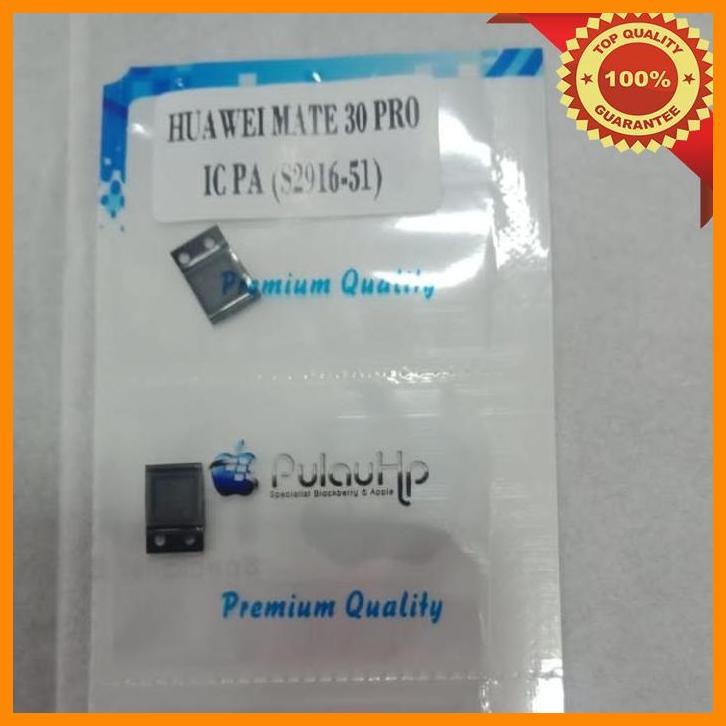 TOP QUALITY
100%
GUARANTEE
HUAWEI MATE 30 PRO
IC PA (S2916-51)
Premium Quality
PulauHp
Specialist Blackberry & Apple
Premium Quality